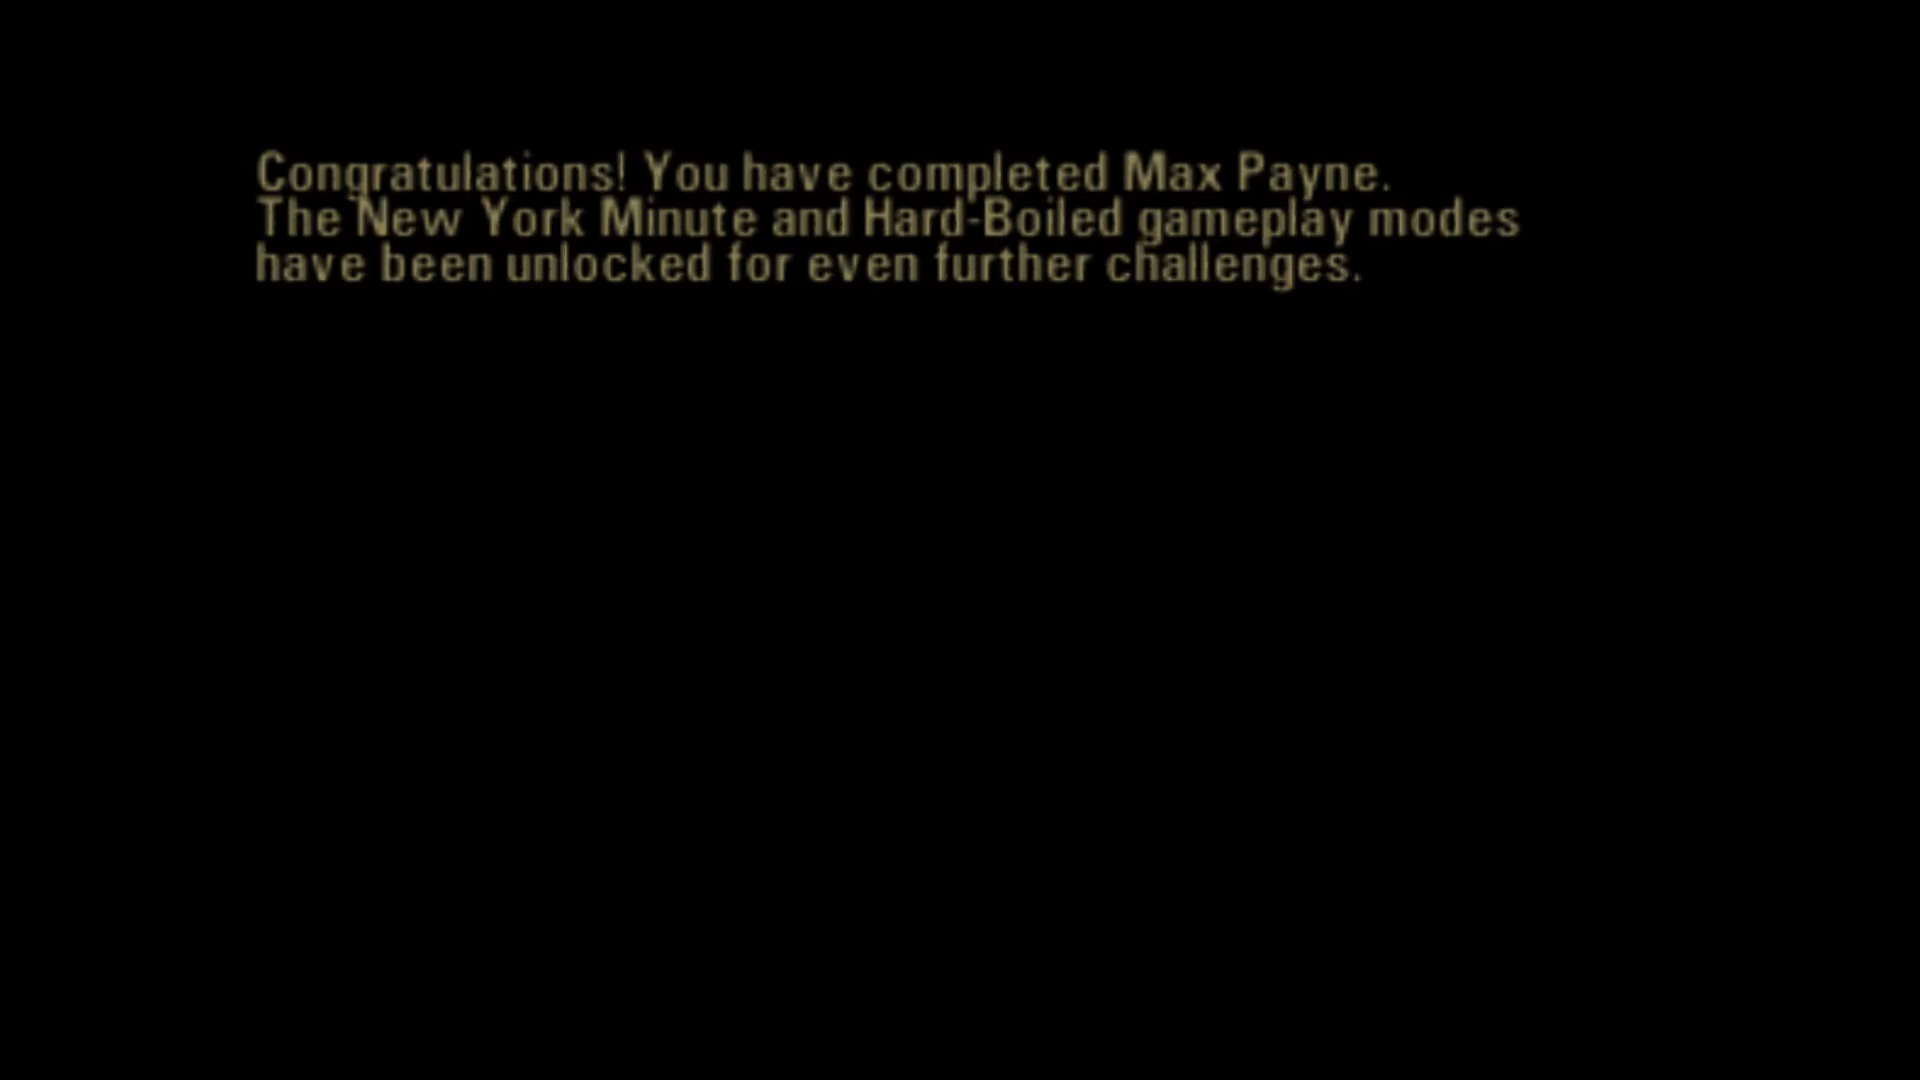 Congratulations! You have completed Max Payne.
The New York Minute and Hard-Boiled gameplay modes
have been unlocked for even further challenges.